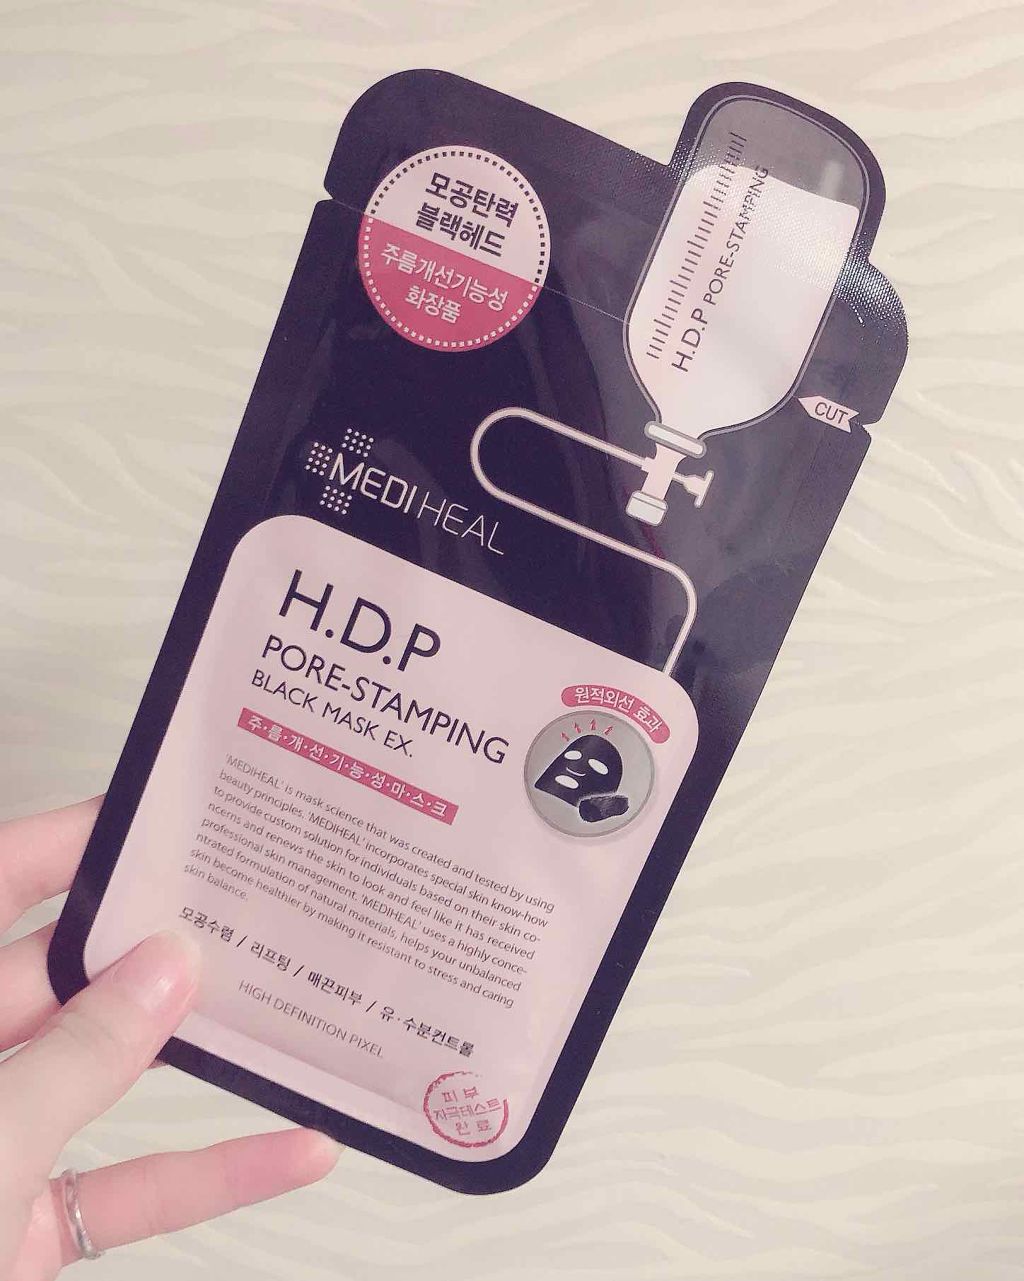 모공탄력
블랙헤드
주름개선기능성
화장품
H.D.P PORE-STAMPING
CUT
MEDIHEAL
H.D.P
PORE-STAMPING
BLACK MASK EX.
주·름·개·선·기·능·성·마·스·크
원적외선 효과
'MEDIHEAL' is mask science that was created and tested by using
beauty principles. 'MEDIHEAL' incorporates special skin know-how
to provide custom solution for individuals based on their skin co-
ncerns and renews the skin to look and feel like it has received
professional skin management. 'MEDIHEAL' uses a highly conce-
ntrated formulation of natural materials, helps your unbalanced
skin become healthier by making it resistant to stress and caring
skin balance.
모공수렴 / 리프팅 / 매끈피부 / 유·수분컨트롤
HIGH DEFINITION PIXEL
피부
자극테스트
완료